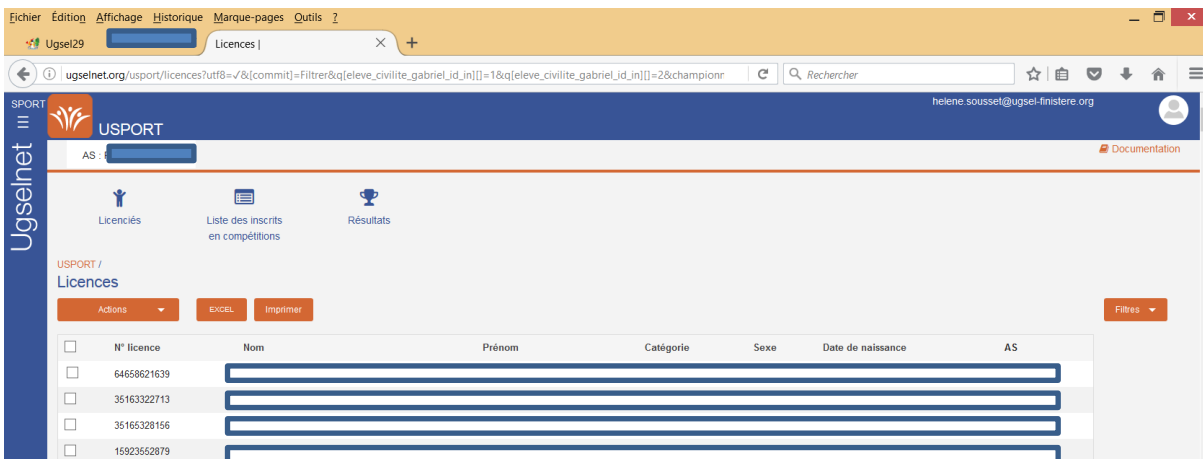 Fichier Édition Affichage Historique Marque-pages Outils ?
Ugsel29
Licences |
ugselnet.org/usport/licences?utf8=✓&[commit]=Filtrer&q[eleve_civilite_gabriel_id_in][]=1&q[eleve_civilite_gabriel_id_in][]=2&championn
Rechercher
SPORT
Ugselnet
USPORT
helene.sousset@ugsel-finistere.org
AS :
Documentation
Licenciés
Liste des inscrits
en compétitions
Résultats
USPORT /
Licences
Actions EXCEL Imprimer Filtres
N° licence Nom Prénom Catégorie Sexe Date de naissance AS
64658621639
35163322713
35165328156
15923552879